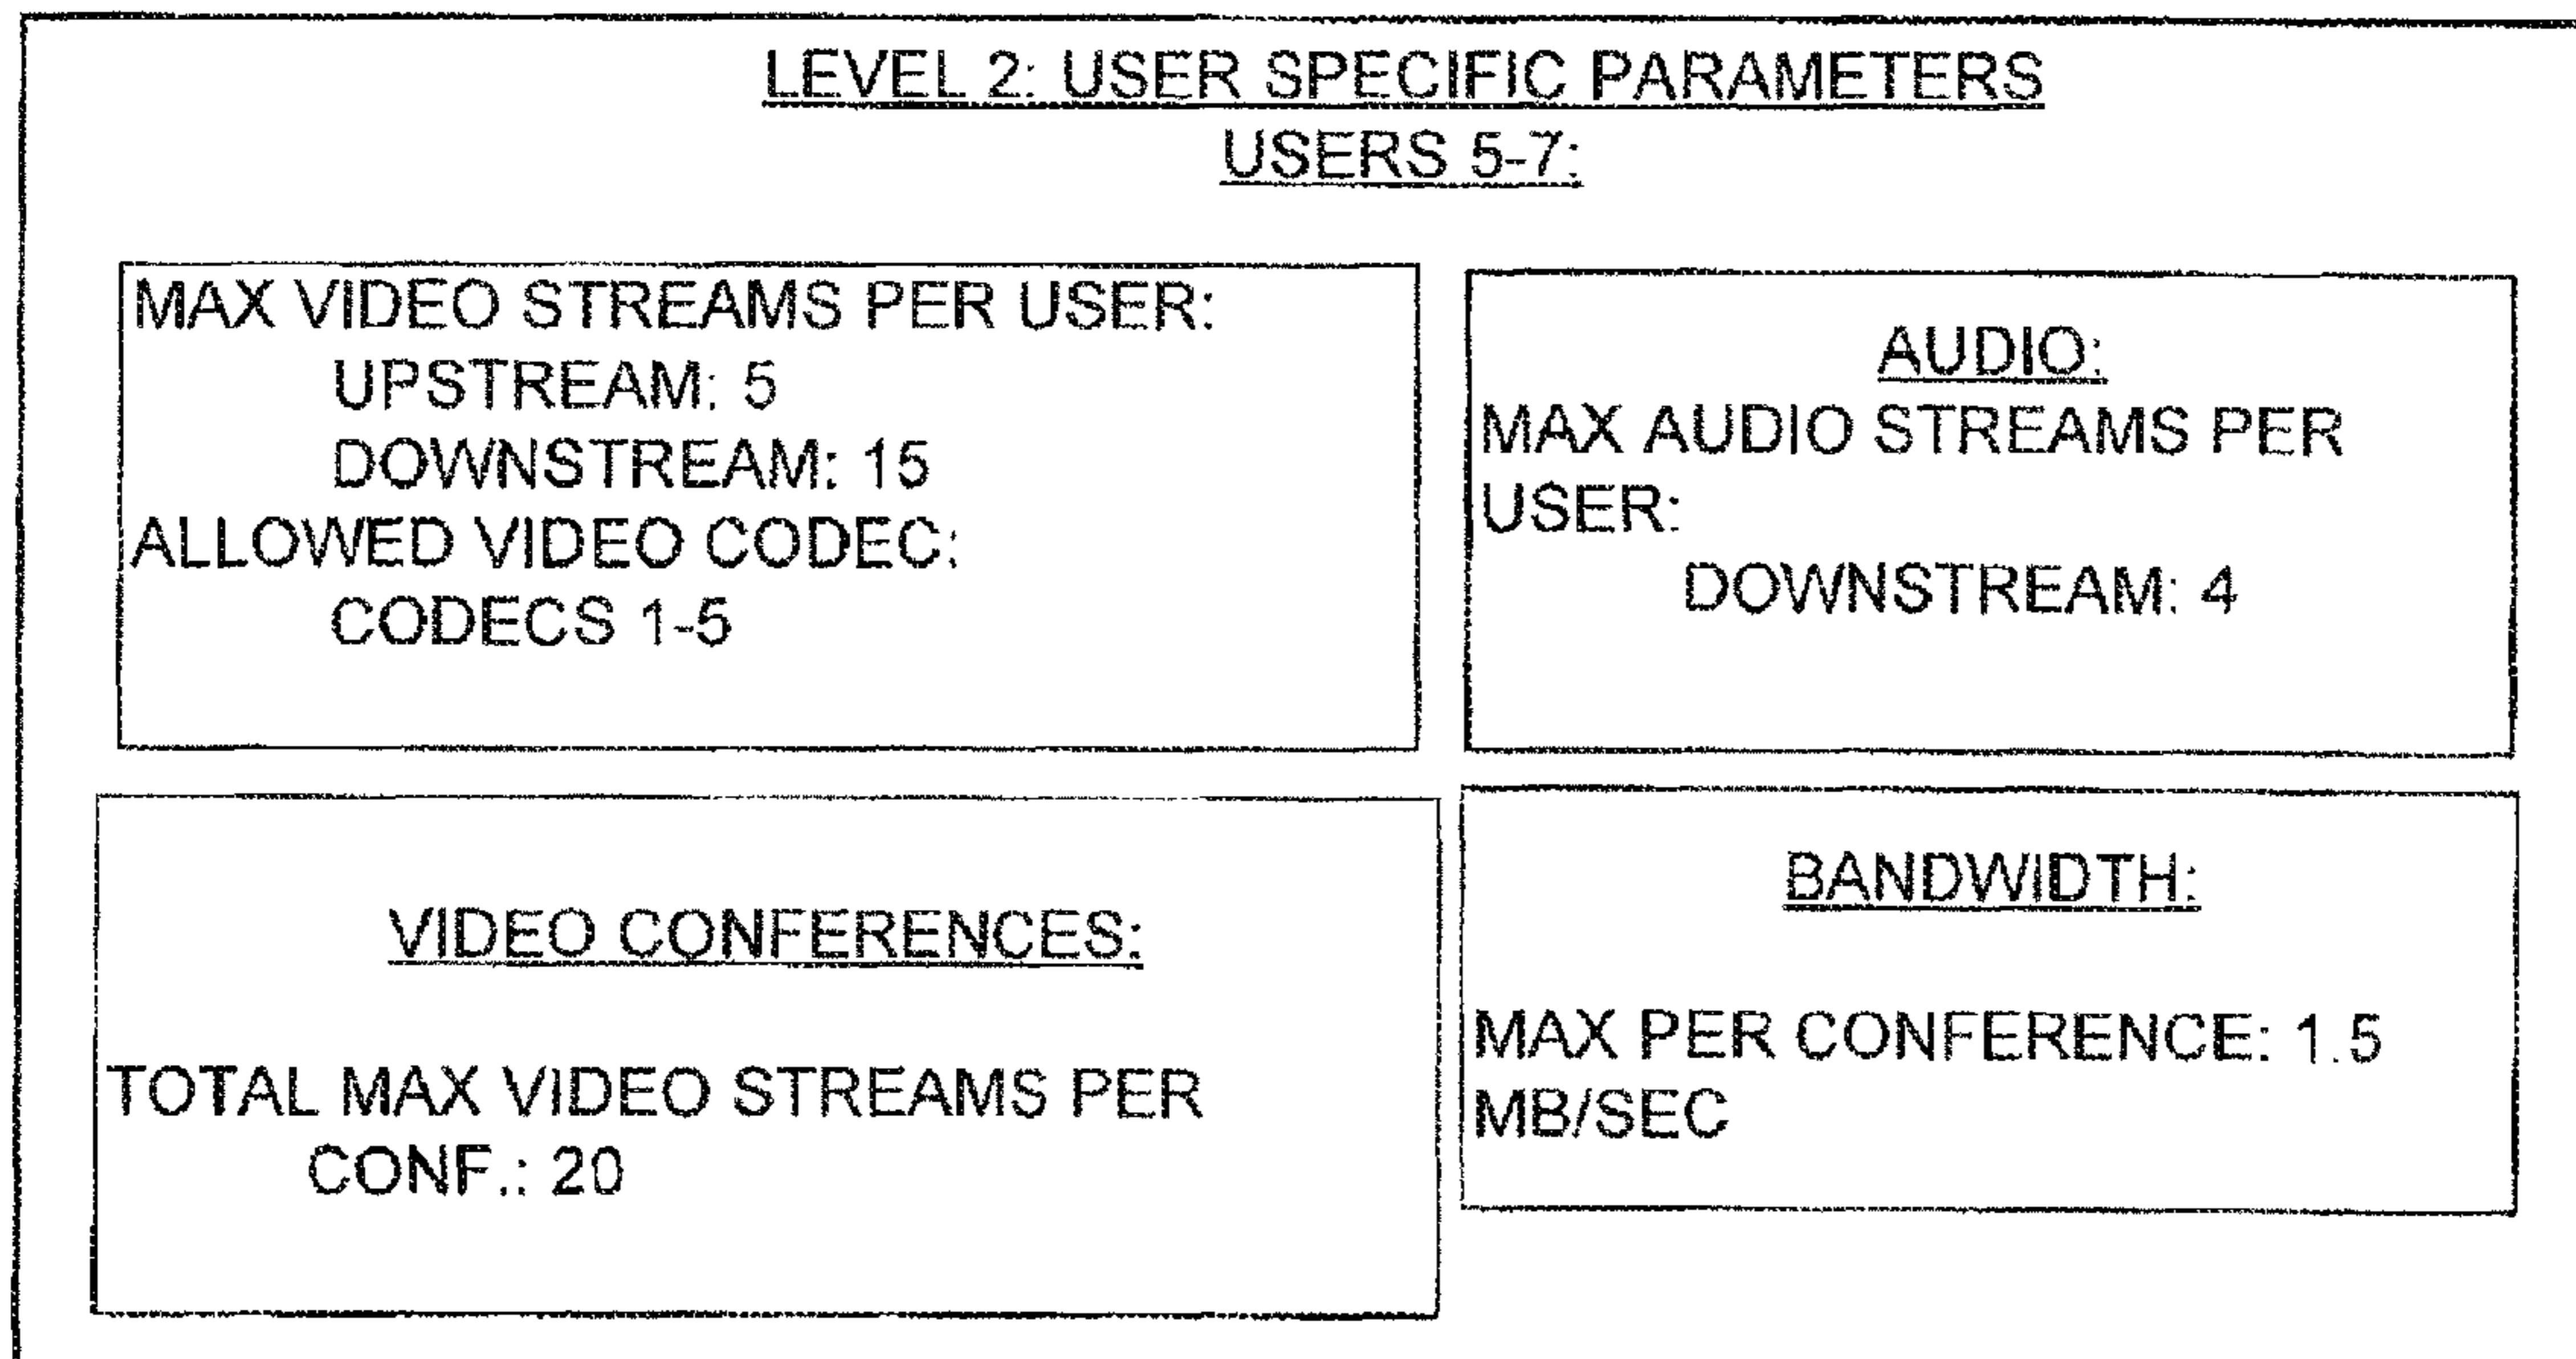 LEVEL 2: USER SPECIFIC PARAMETERS
USERS 5-7:
MAX VIDEO STREAMS PER USER:
UPSTREAM: 5
DOWNSTREAM: 15
ALLOWED VIDEO CODEC:
CODECS 1-5
AUDIO:
MAX AUDIO STREAMS PER
USER:
DOWNSTREAM: 4
VIDEO CONFERENCES:
TOTAL MAX VIDEO STREAMS PER
CONF.: 20
BANDWIDTH:
MAX PER CONFERENCE: 1.5
MB/SEC